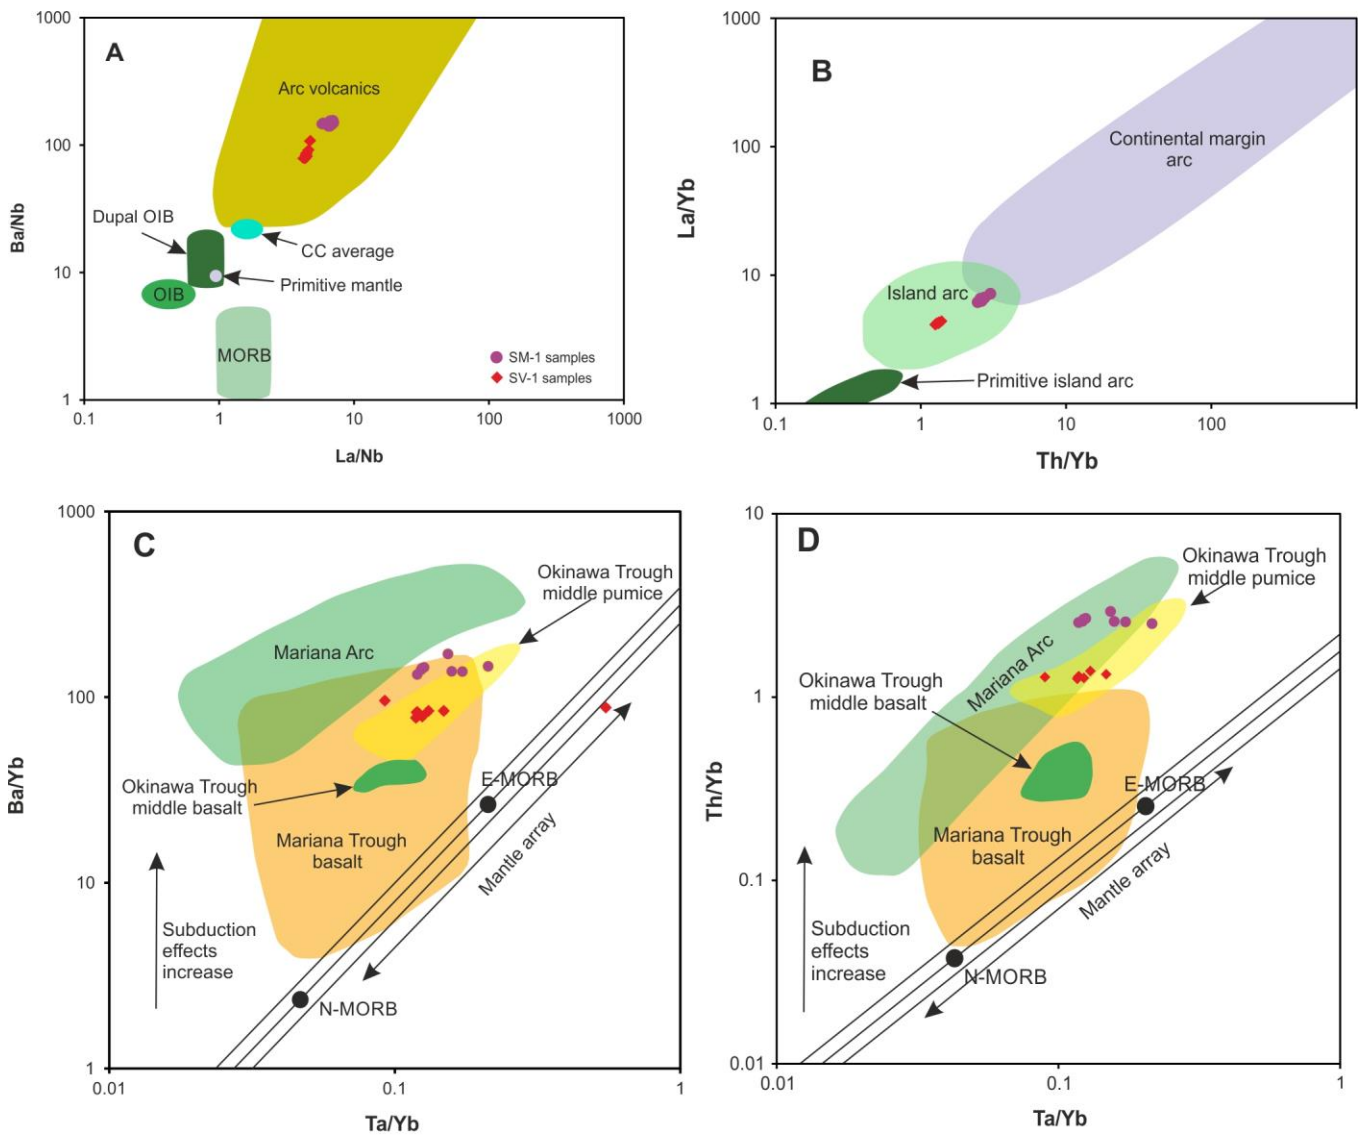 A
1000
100
10
1
Ba/Nb
Arc volcanics
Dupal OIB
CC average
Primitive mantle
OIB
MORB
SM-1 samples
SV-1 samples
0.1
1
10
100
1000
La/Nb
B
1000
100
10
1
La/Yb
Continental margin
arc
Island arc
Primitive island arc
0.1
1
10
100
Th/Yb
C
1000
100
10
1
Ba/Yb
Okinawa Trough
middle pumice
Mariana Arc
Okinawa Trough
middle basalt
E-MORB
Mariana Trough
basalt
Mantle array
Subduction
effects
increase
N-MORB
0.01
0.1
1
Ta/Yb
D
10
1
0.1
0.01
Th/Yb
Okinawa Trough
middle pumice
Mariana Arc
Okinawa Trough
middle basalt
E-MORB
Mariana Trough
basalt
Mantle array
Subduction
effects
increase
N-MORB
0.01
0.1
1
Ta/Yb